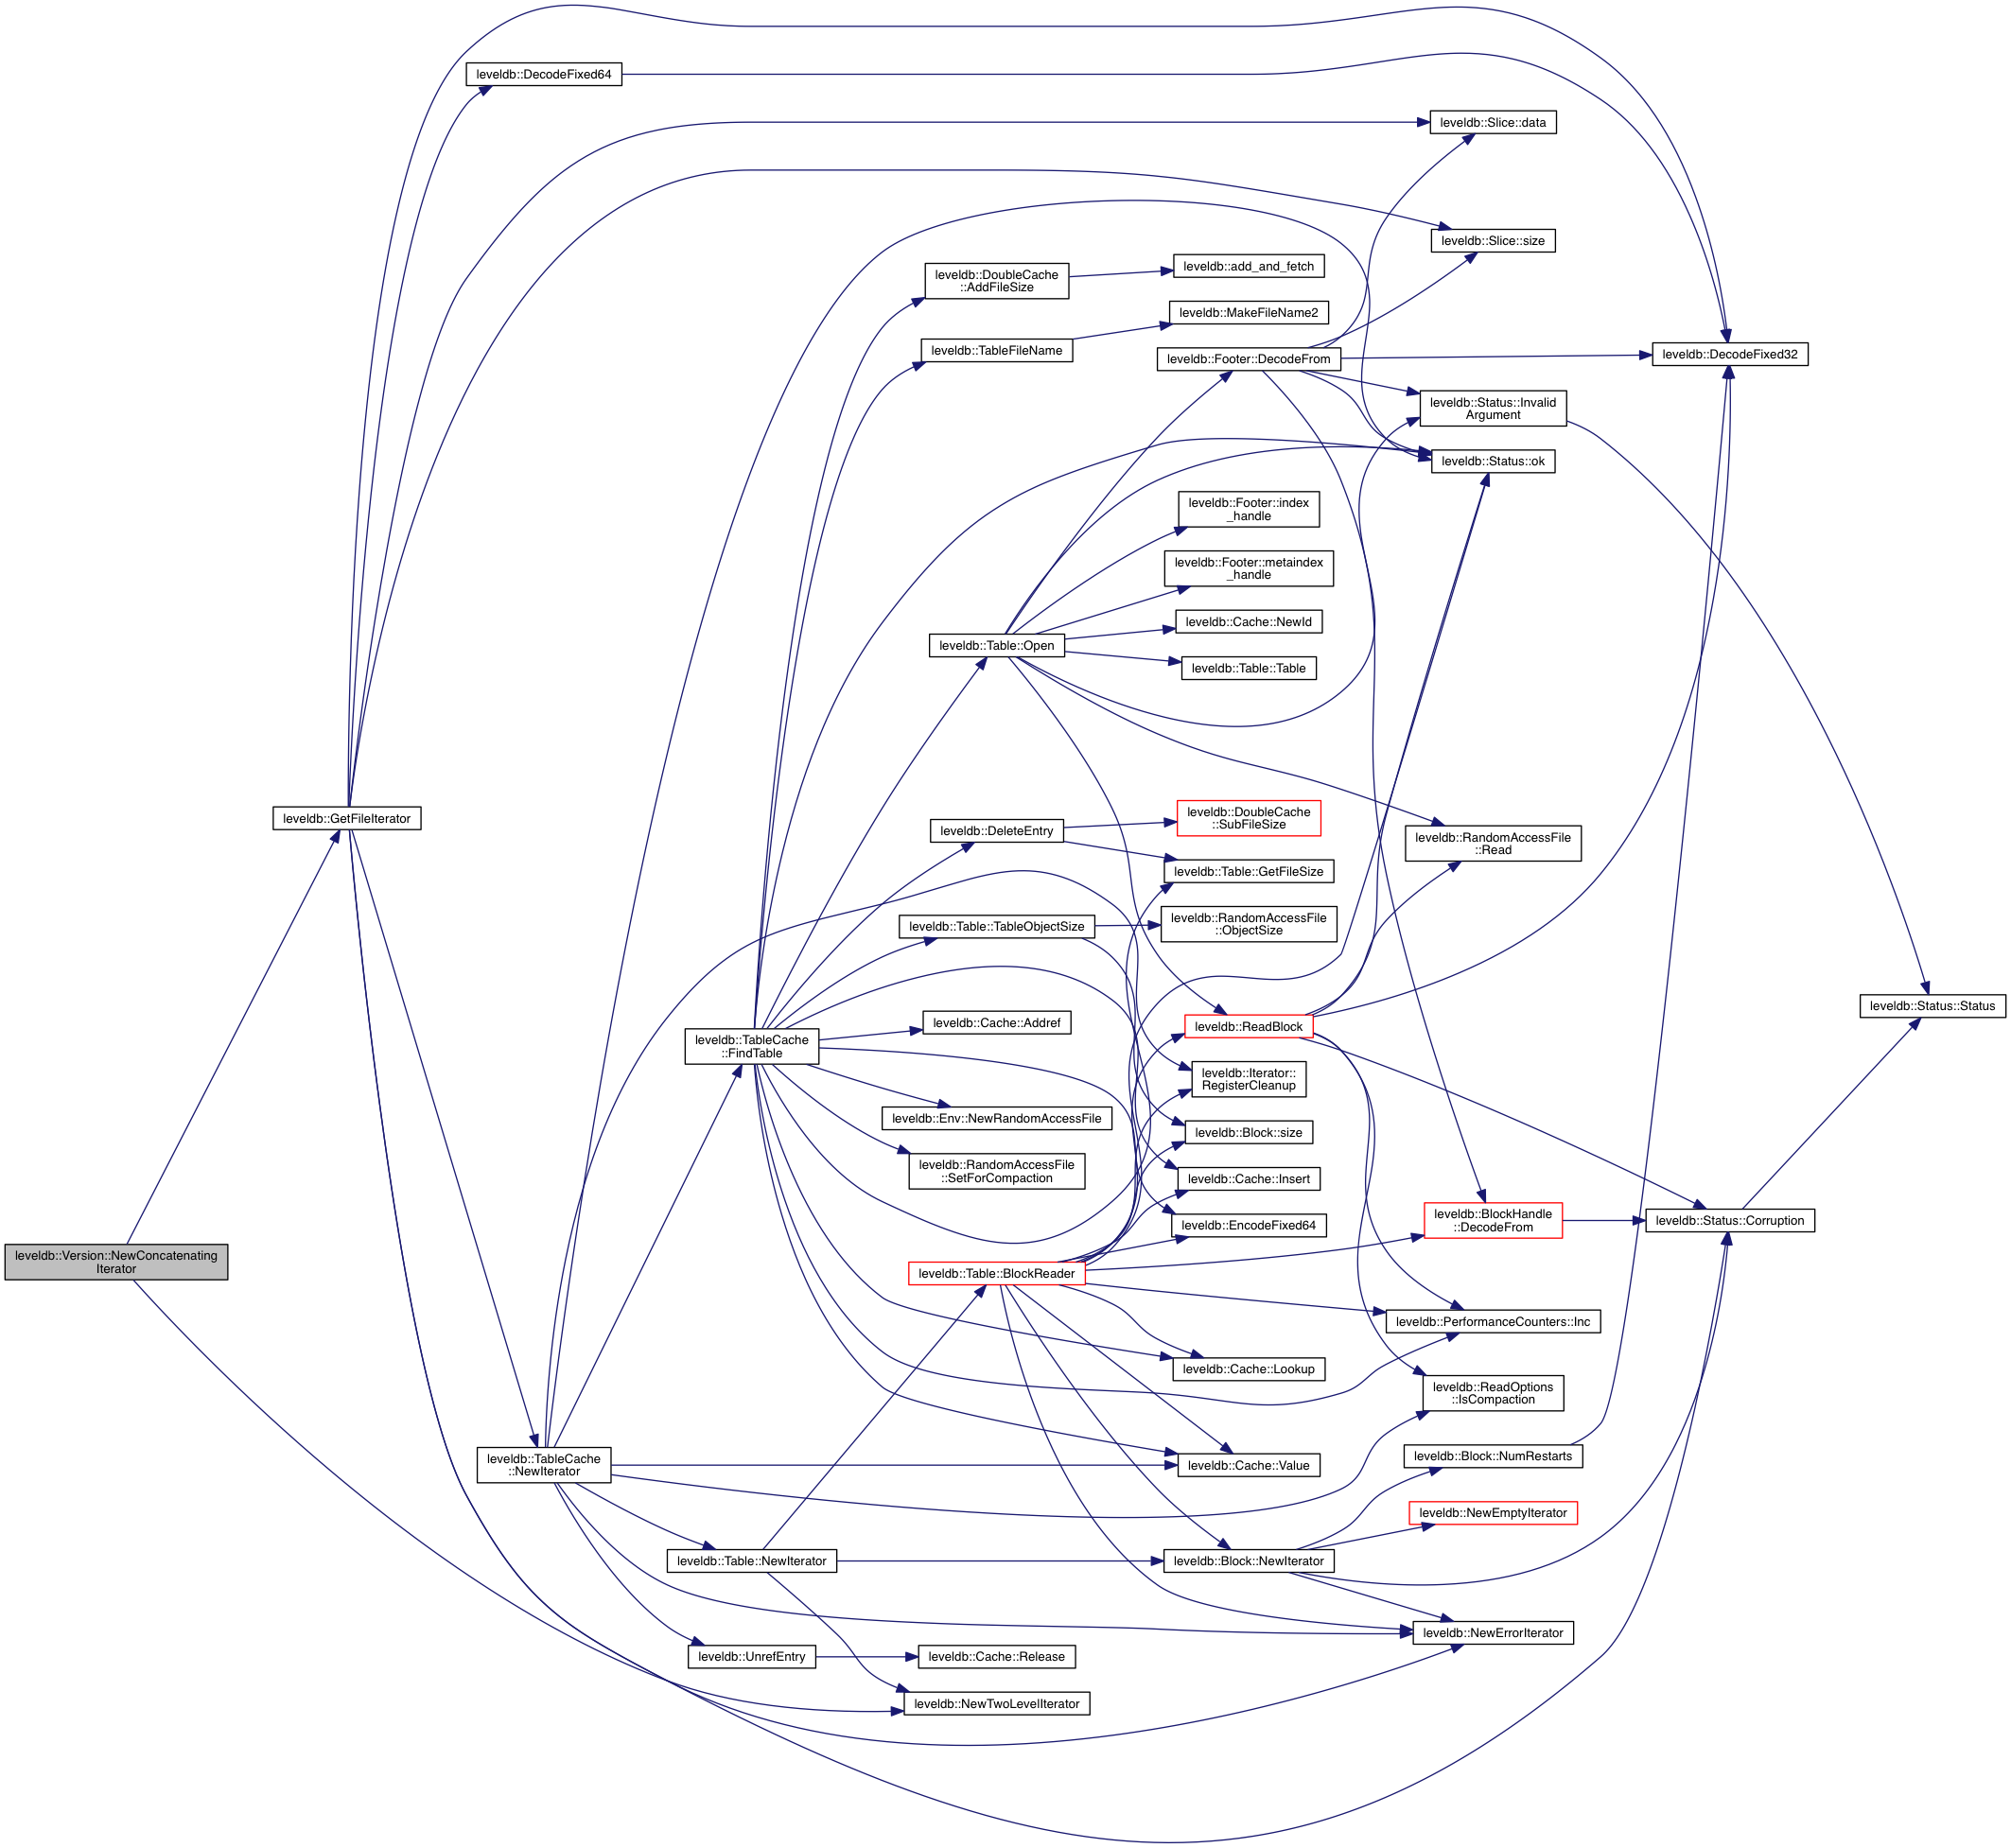 leveldb::DecodeFixed64
leveldb::Slice::data
leveldb::Slice::size
leveldb::DoubleCache
::AddFileSize
leveldb::add_and_fetch
leveldb::MakeFileName2
leveldb::TableFileName
leveldb::Footer::DecodeFrom
leveldb::DecodeFixed32
leveldb::Status::Invalid
Argument
leveldb::Status::ok
leveldb::Footer::index
_handle
leveldb::Footer::metaindex
_handle
leveldb::Cache::NewId
leveldb::Table::Open
leveldb::Table::Table
leveldb::GetFileIterator
leveldb::DeleteEntry
leveldb::DoubleCache
::SubFileSize
leveldb::RandomAccessFile
::Read
leveldb::Table::GetFileSize
leveldb::Table::TableObjectSize
leveldb::RandomAccessFile
::ObjectSize
leveldb::Status::Status
leveldb::Cache::Addref
leveldb::ReadBlock
leveldb::TableCache
::FindTable
leveldb::Iterator::
RegisterCleanup
leveldb::Env::NewRandomAccessFile
leveldb::Block::size
leveldb::RandomAccessFile
::SetForCompaction
leveldb::Cache::Insert
leveldb::EncodeFixed64
leveldb::BlockHandle
::DecodeFrom
leveldb::Status::Corruption
leveldb::Version::NewConcatenating
Iterator
leveldb::Table::BlockReader
leveldb::PerformanceCounters::Inc
leveldb::Cache::Lookup
leveldb::ReadOptions
::IsCompaction
leveldb::TableCache
::NewIterator
leveldb::Cache::Value
leveldb::Block::NumRestarts
leveldb::NewEmptyIterator
leveldb::Table::NewIterator
leveldb::Block::NewIterator
leveldb::NewErrorIterator
leveldb::UnrefEntry
leveldb::Cache::Release
leveldb::NewTwoLevelIterator